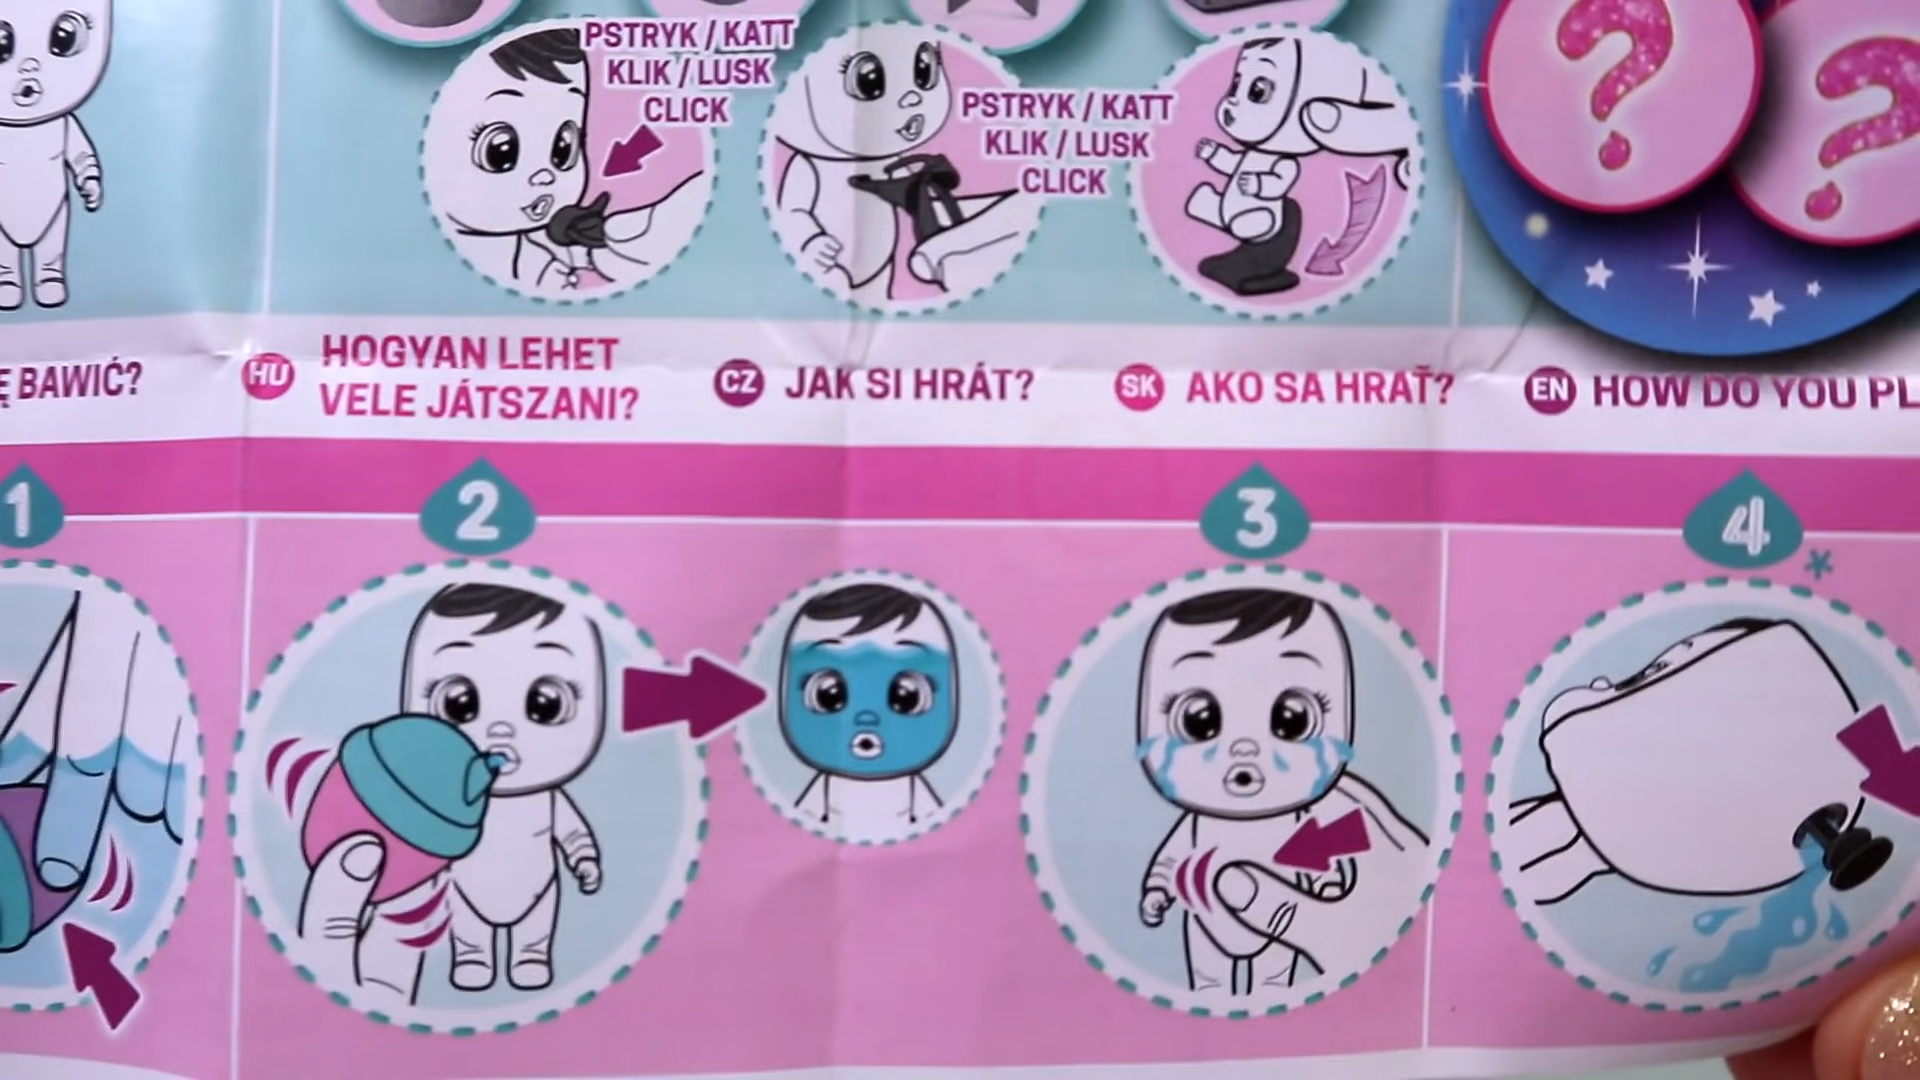 PSTRYK / KATT
KLIK / LUSK
CLICK
PSTRYK / KATT
KLIK / LUSK
CLICK
? ?
Ę BAWIĆ?
HU HOGYAN LEHET
VELE JÁTSZANI?
CZ JAK SI HRÁT?
SK AKO SA HRAŤ?
EN HOW DO YOU PL
1
2
3
4*